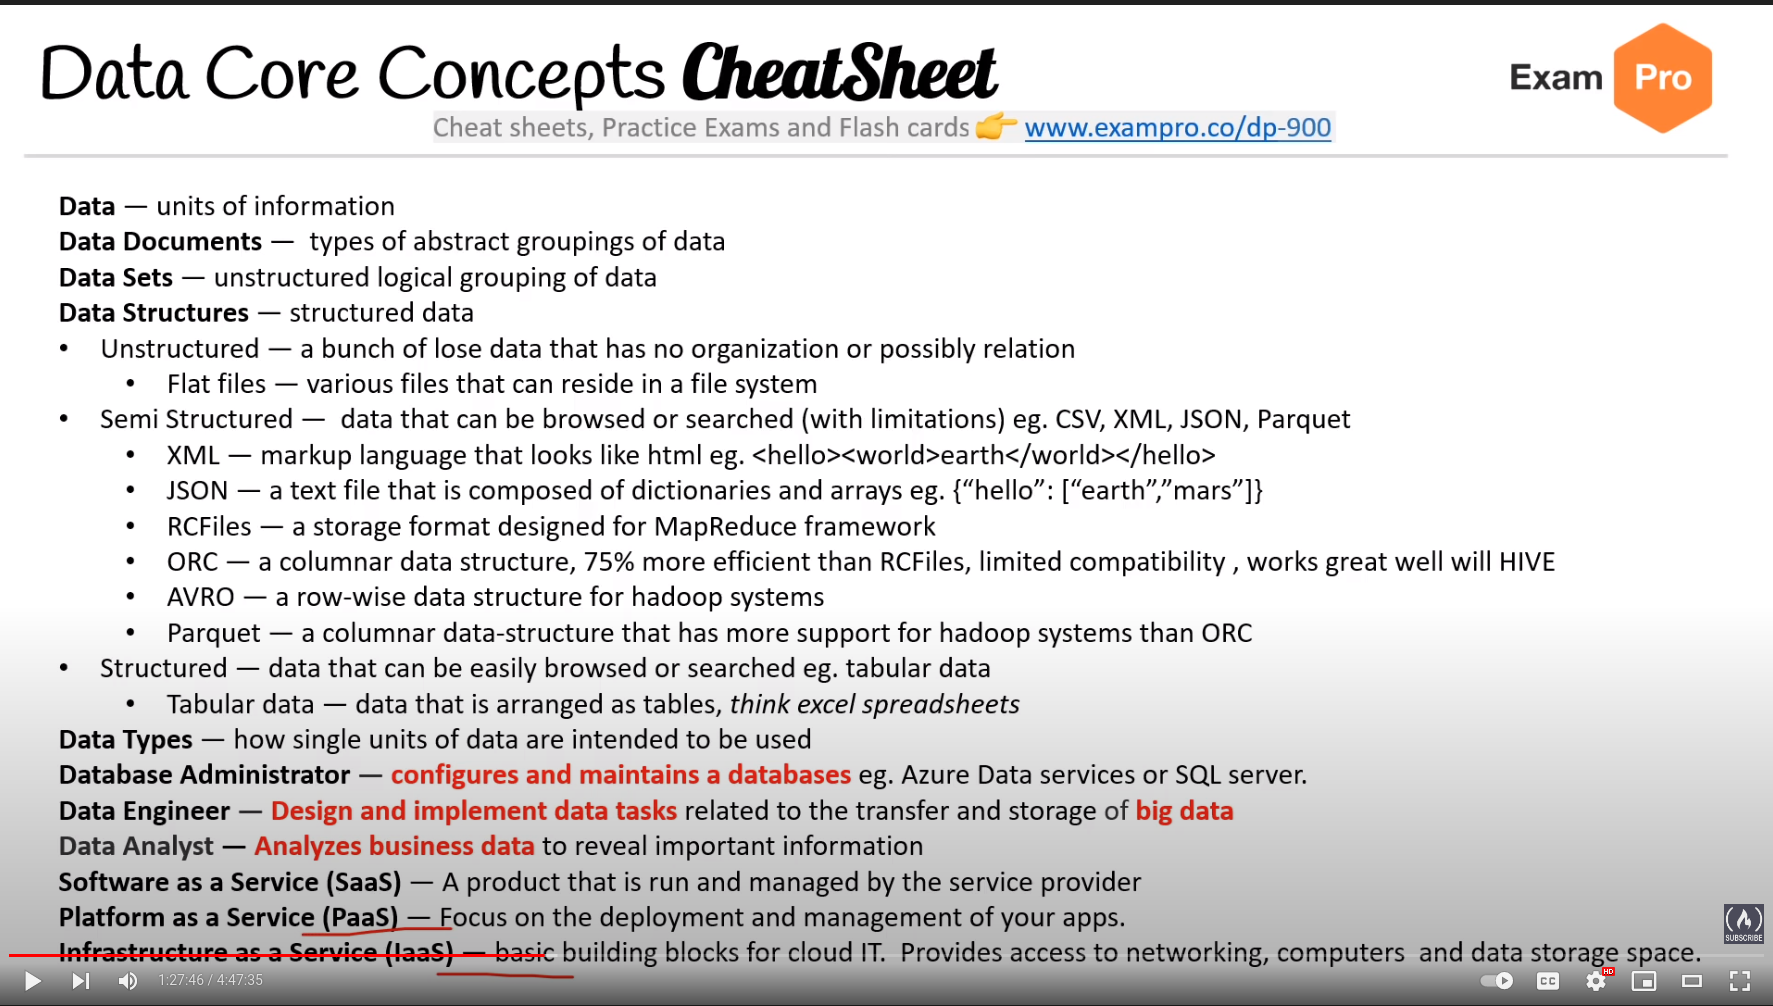 Data Core Concepts CheatSheet
Exam Pro
Cheat sheets, Practice Exams and Flash cards 👉 www.exampro.co/dp-900
Data — units of information
Data Documents — types of abstract groupings of data
Data Sets — unstructured logical grouping of data
Data Structures — structured data
• Unstructured — a bunch of lose data that has no organization or possibly relation
• Flat files — various files that can reside in a file system
• Semi Structured — data that can be browsed or searched (with limitations) eg. CSV, XML, JSON, Parquet
• XML — markup language that looks like html eg. <hello><world>earth</world></hello>
• JSON — a text file that is composed of dictionaries and arrays eg. {“hello”: [“earth”,”mars”]}
• RCFiles — a storage format designed for MapReduce framework
• ORC — a columnar data structure, 75% more efficient than RCFiles, limited compatibility , works great well will HIVE
• AVRO — a row-wise data structure for hadoop systems
• Parquet — a columnar data-structure that has more support for hadoop systems than ORC
• Structured — data that can be easily browsed or searched eg. tabular data
• Tabular data — data that is arranged as tables, think excel spreadsheets
Data Types — how single units of data are intended to be used
Database Administrator — configures and maintains a databases eg. Azure Data services or SQL server.
Data Engineer — Design and implement data tasks related to the transfer and storage of big data
Data Analyst — Analyzes business data to reveal important information
Software as a Service (SaaS) — A product that is run and managed by the service provider
Platform as a Service (PaaS) — Focus on the deployment and management of your apps.
Infrastructure as a Service (IaaS) — basic building blocks for cloud IT. Provides access to networking, computers and data storage space.
SUBSCRIBE
1:27:46 / 4:47:35
CC
HD